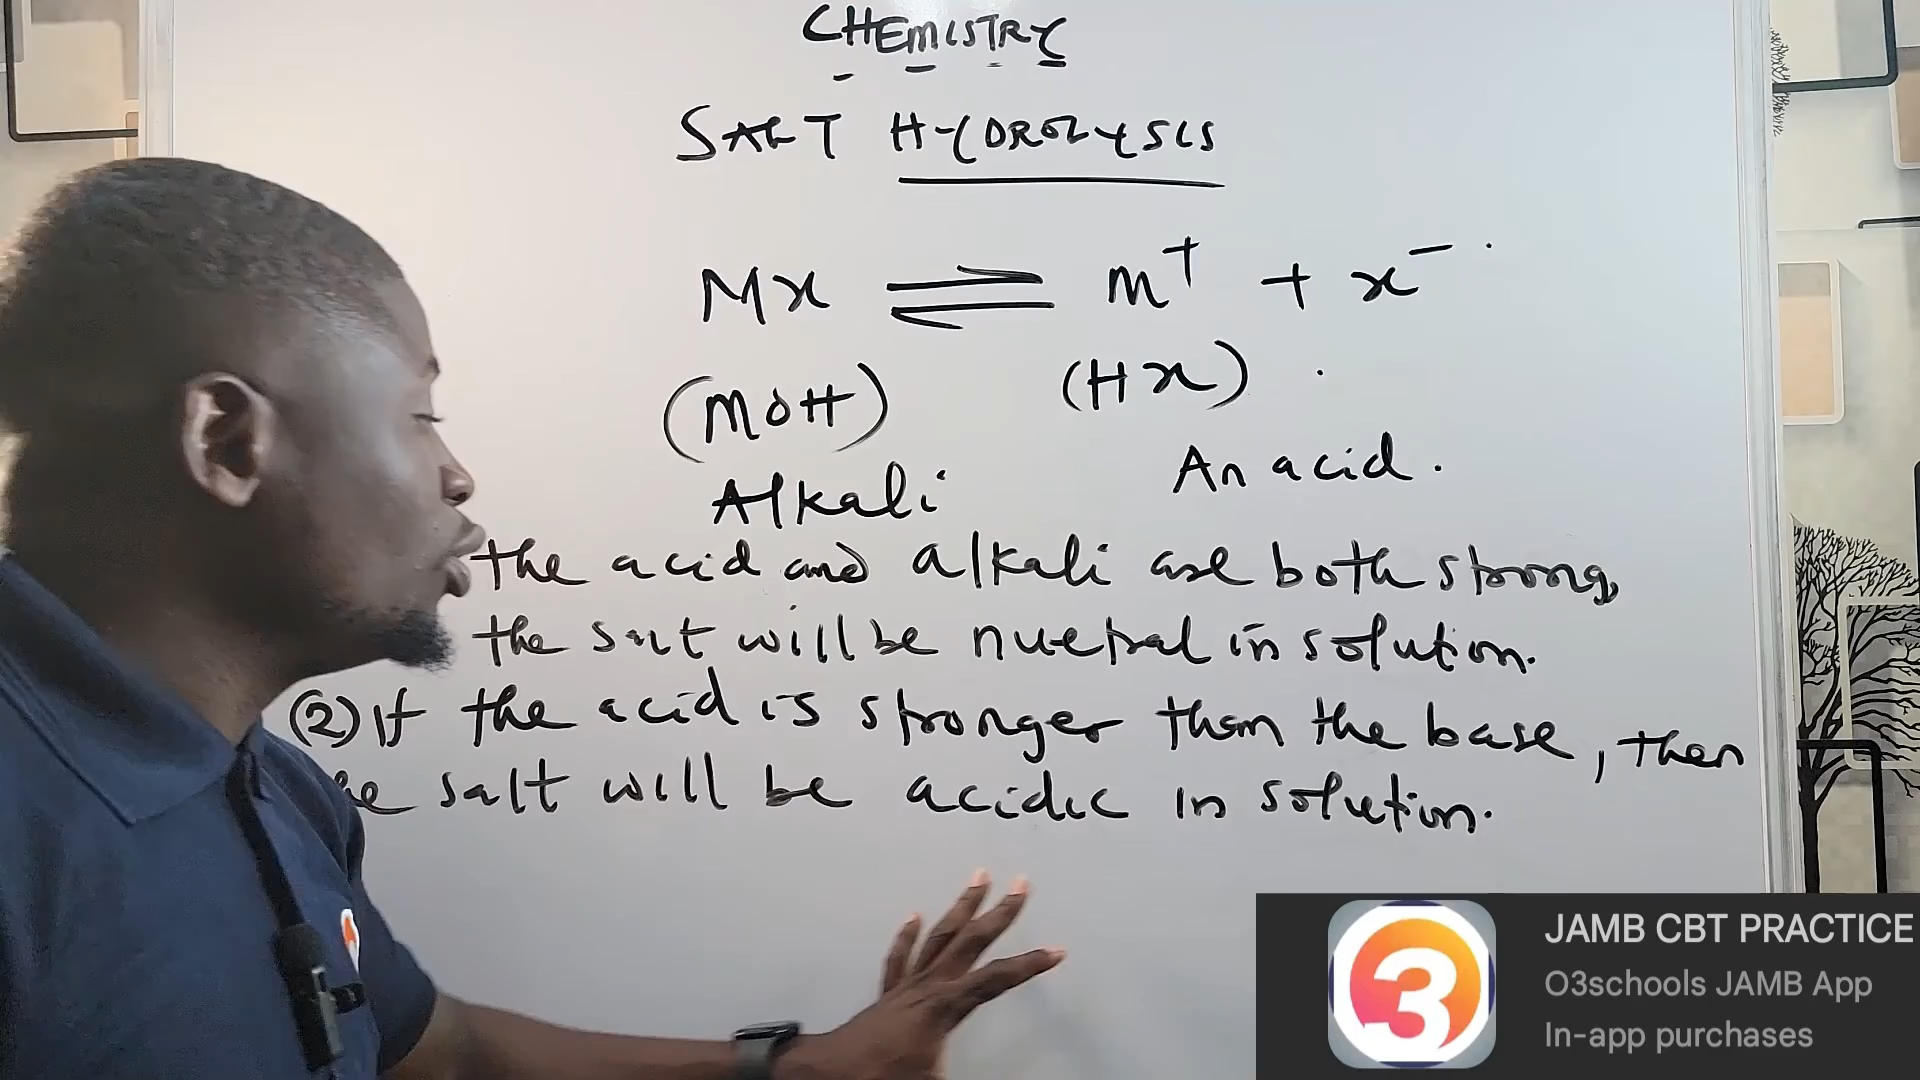 CHEMISTRY
SALT HYDROLYSIS
Mx ⇌ m⁺ + x⁻
(MOH) (Hx)
Alkali An acid.
the acid and alkali are both strong,
the salt will be nuetral in solution.
(2) If the acid is stronger than the base, then
he salt will be acidic in solution.
3
JAMB CBT PRACTICE
O3schools JAMB App
In-app purchases